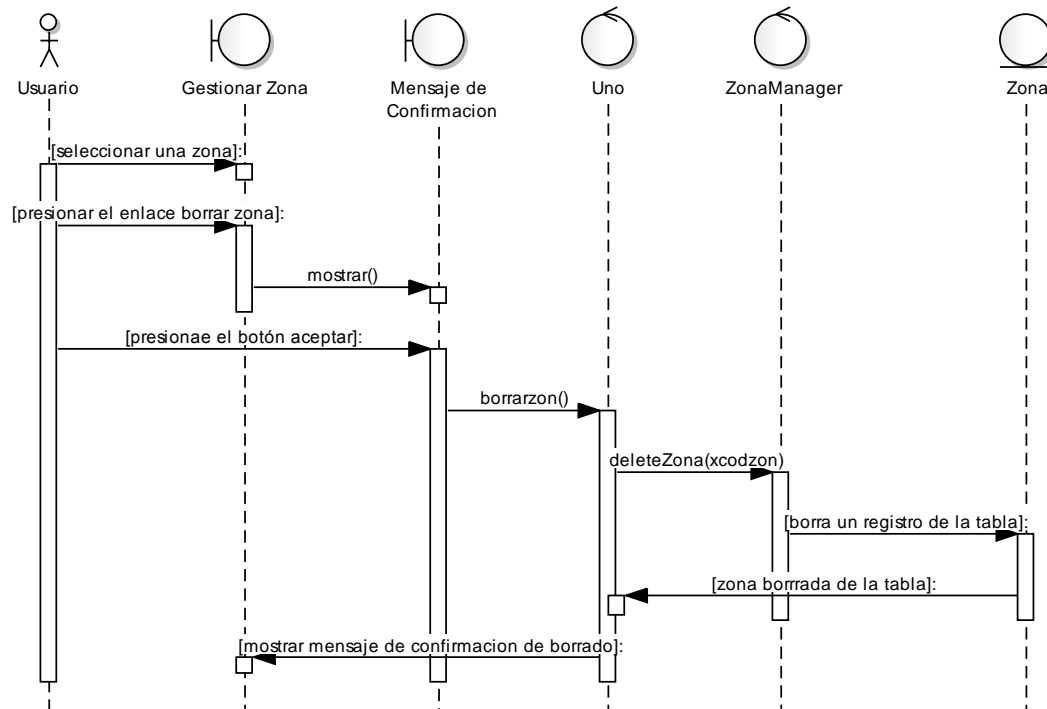 Usuario
Gestionar Zona
Mensaje de
Confirmacion
Uno
ZonaManager
Zona
[seleccionar una zona]:
[presionar el enlace borrar zona]:
mostrar()
[presionae el botón aceptar]:
borrarzon()
deleteZona(xcodzon)
[borra un registro de la tabla]:
[zona borrrada de la tabla]:
[mostrar mensaje de confirmacion de borrado]: